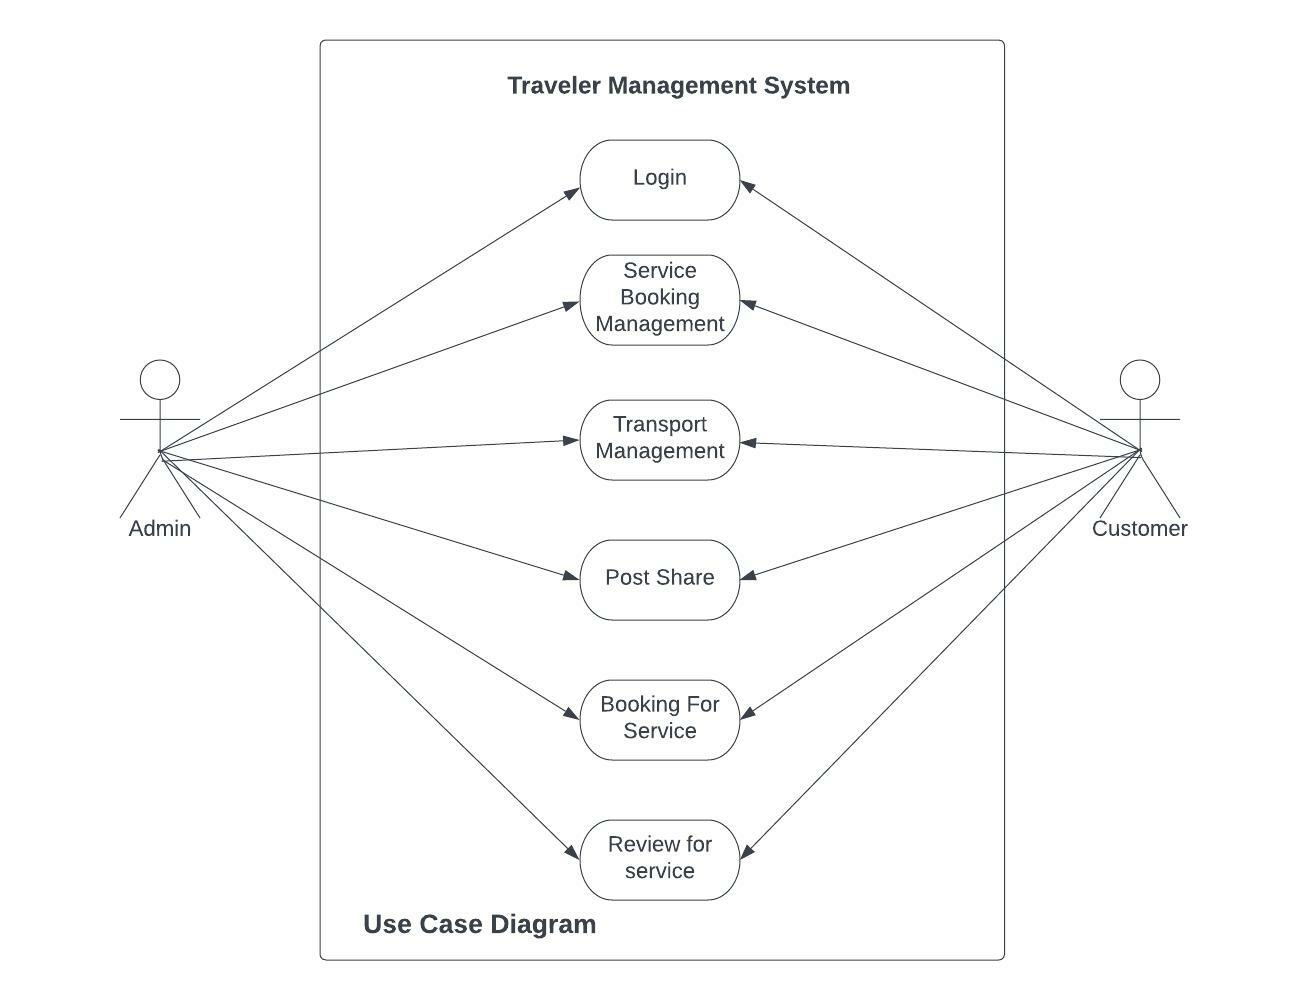 Traveler Management System
Login
Service
Booking
Management
Transport
Management
Admin
Customer
Post Share
Booking For
Service
Review for
service
Use Case Diagram